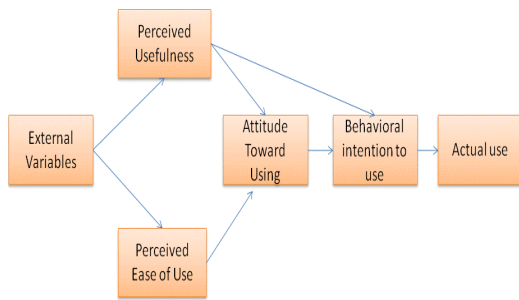 Perceived
Usefulness
External
Variables
Attitude
Toward
Using
Behavioral
intention to
use
Actual use
Perceived
Ease of Use